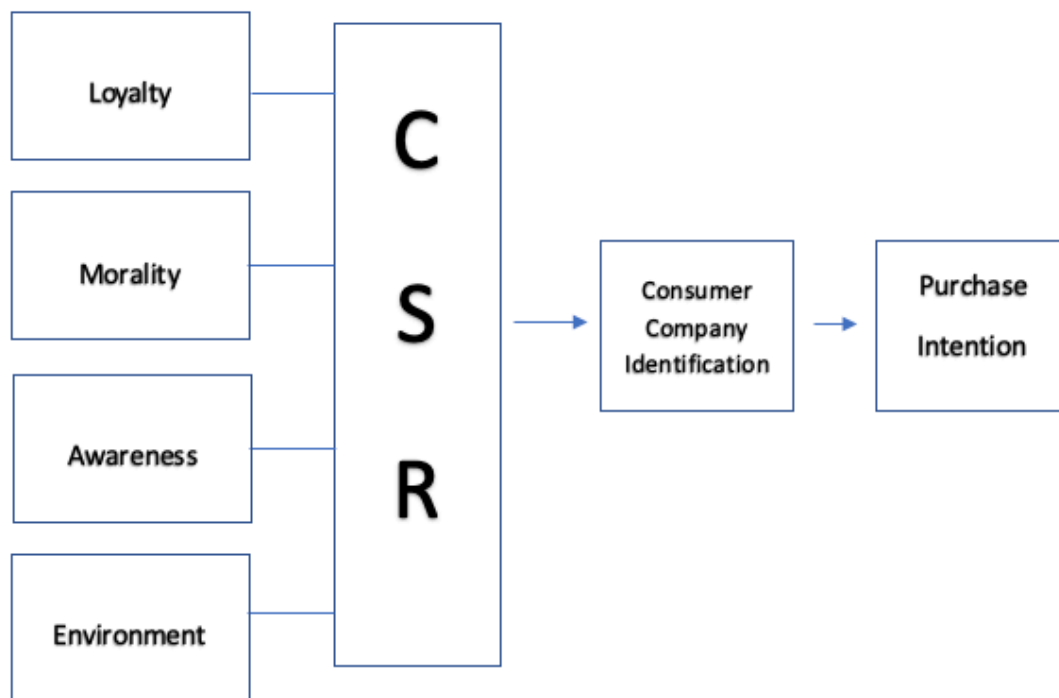 Loyalty
Morality
Awareness
Environment
C
S
R
Consumer
Company
Identification
Purchase
Intention